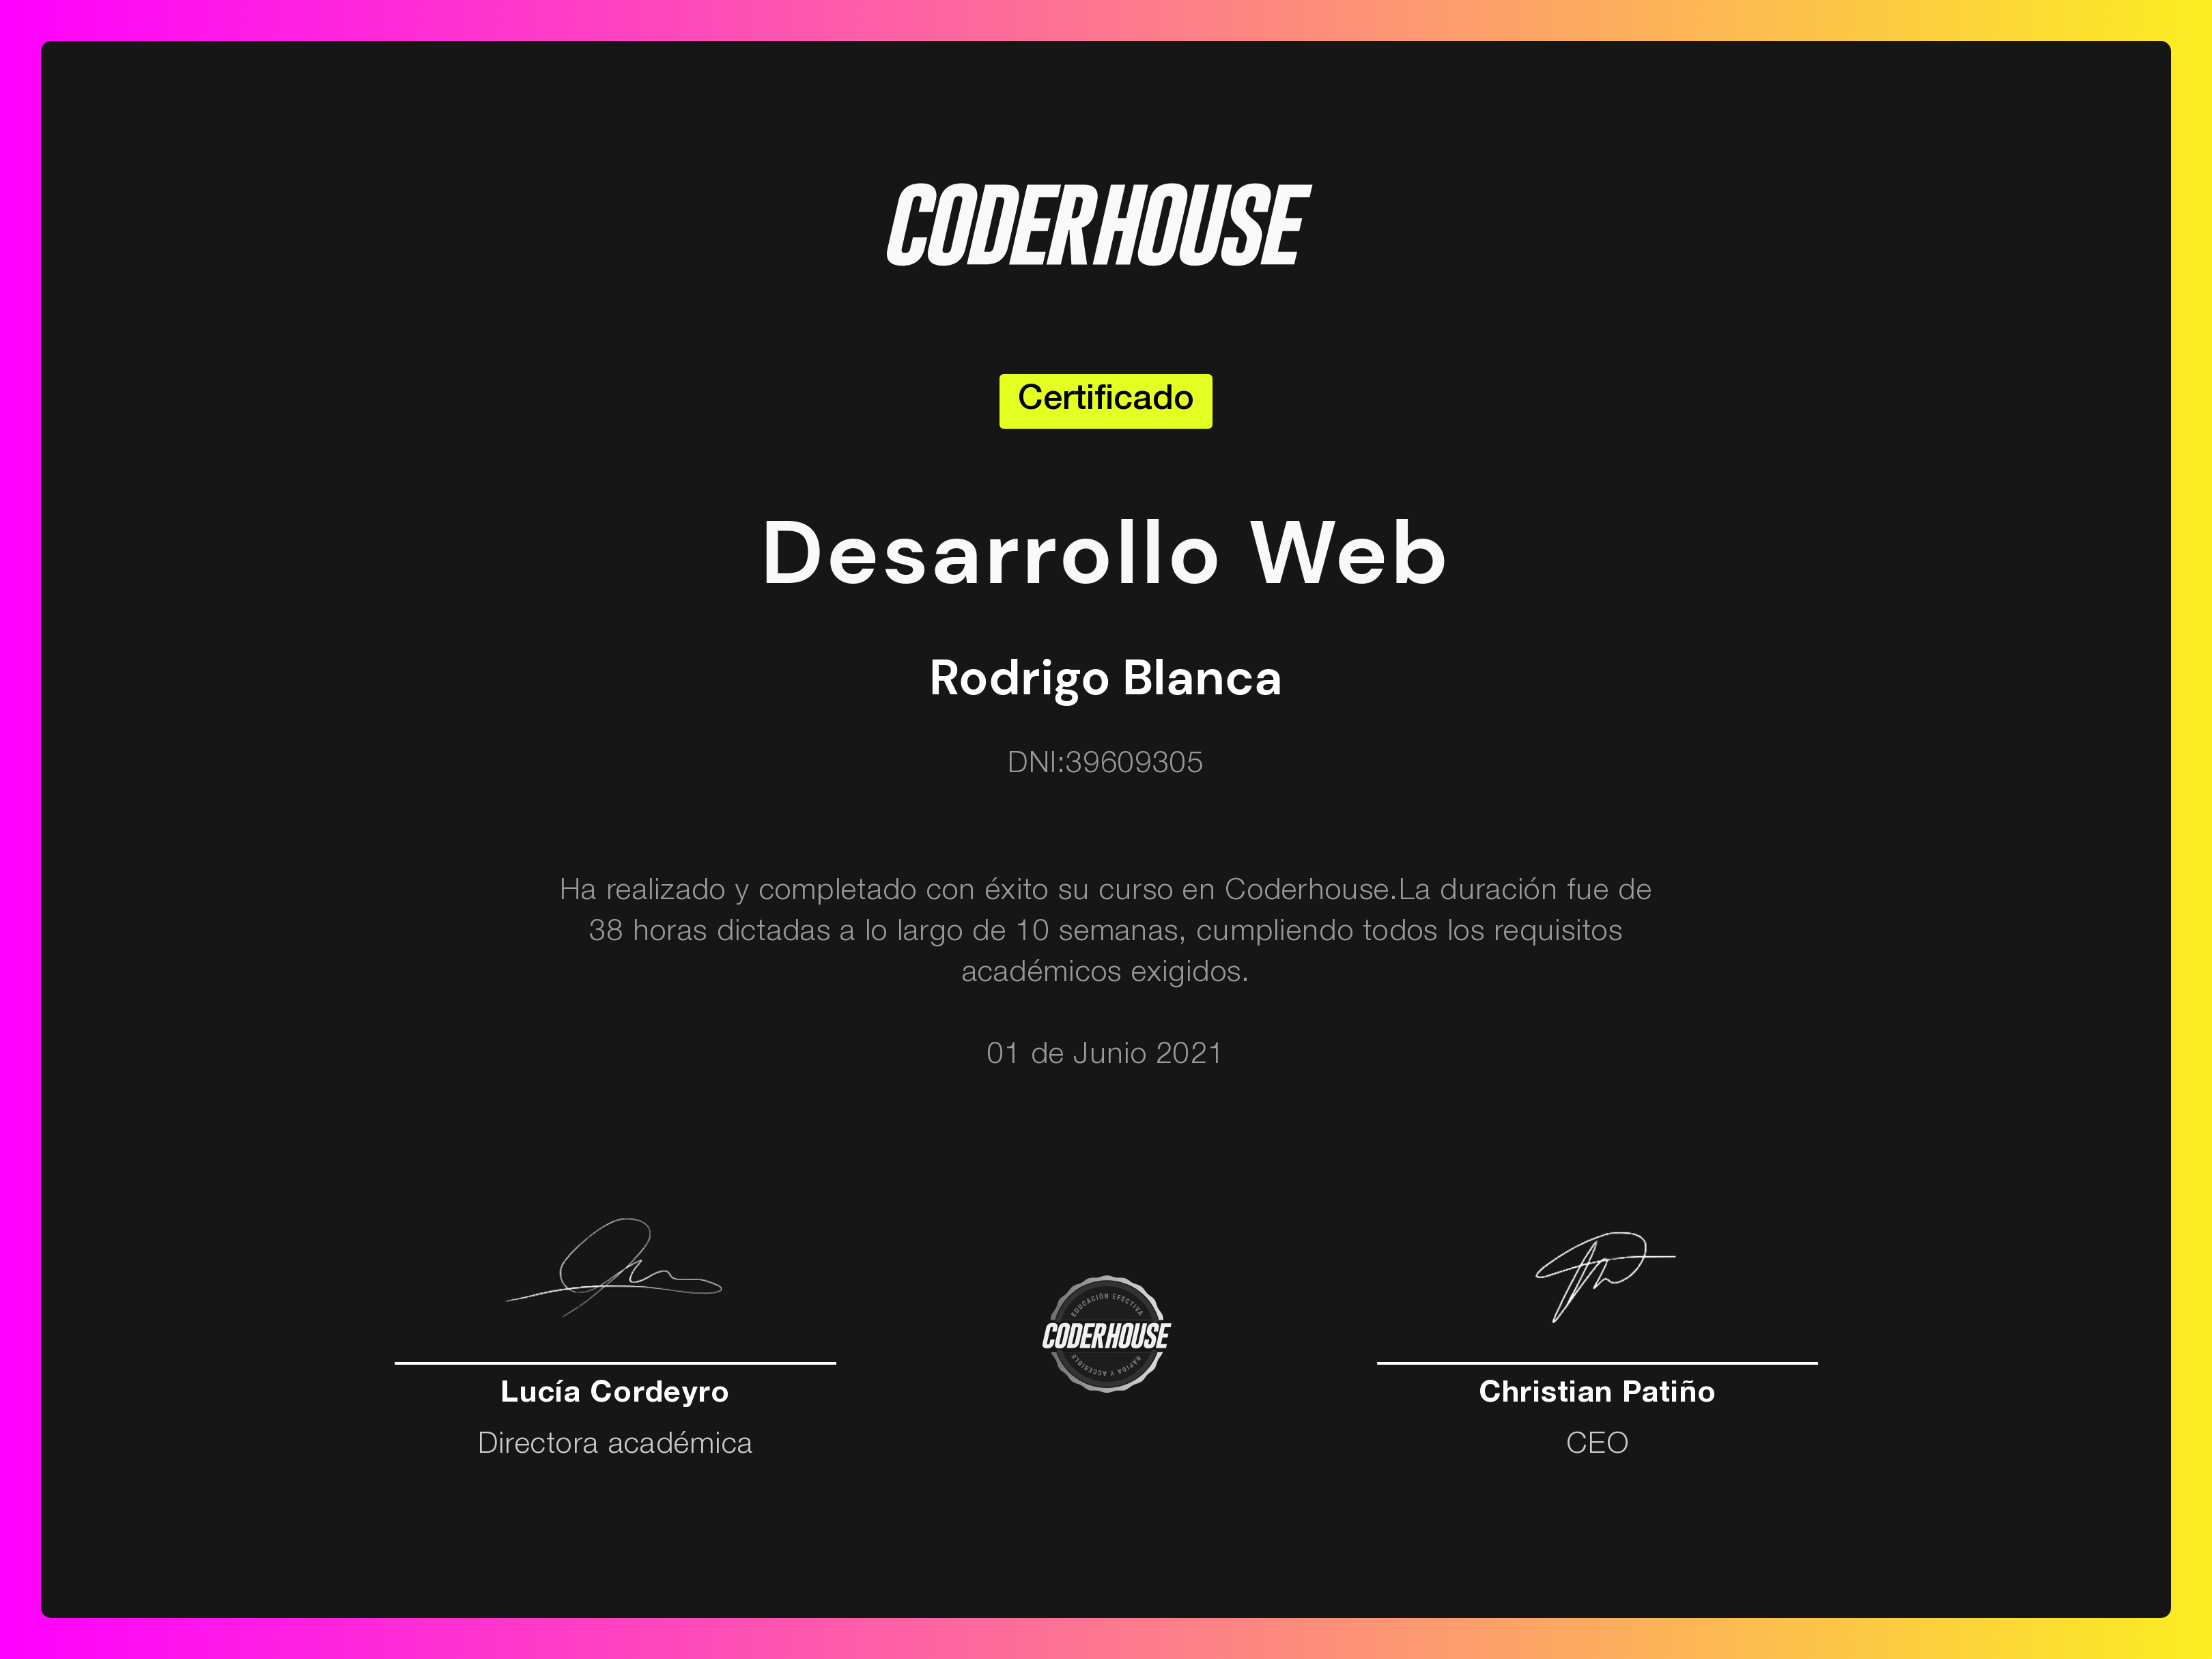 CODERHOUSE
Certificado
Desarrollo Web
Rodrigo Blanca
DNI:39609305
Ha realizado y completado con éxito su curso en Coderhouse.La duración fue de
38 horas dictadas a lo largo de 10 semanas, cumpliendo todos los requisitos
académicos exigidos.
01 de Junio 2021
EDUCACIÓN EFECTIVA
CODERHOUSE
RAPIDA Y ACCESIBLE
Lucía Cordeyro
Directora académica
Christian Patiño
CEO